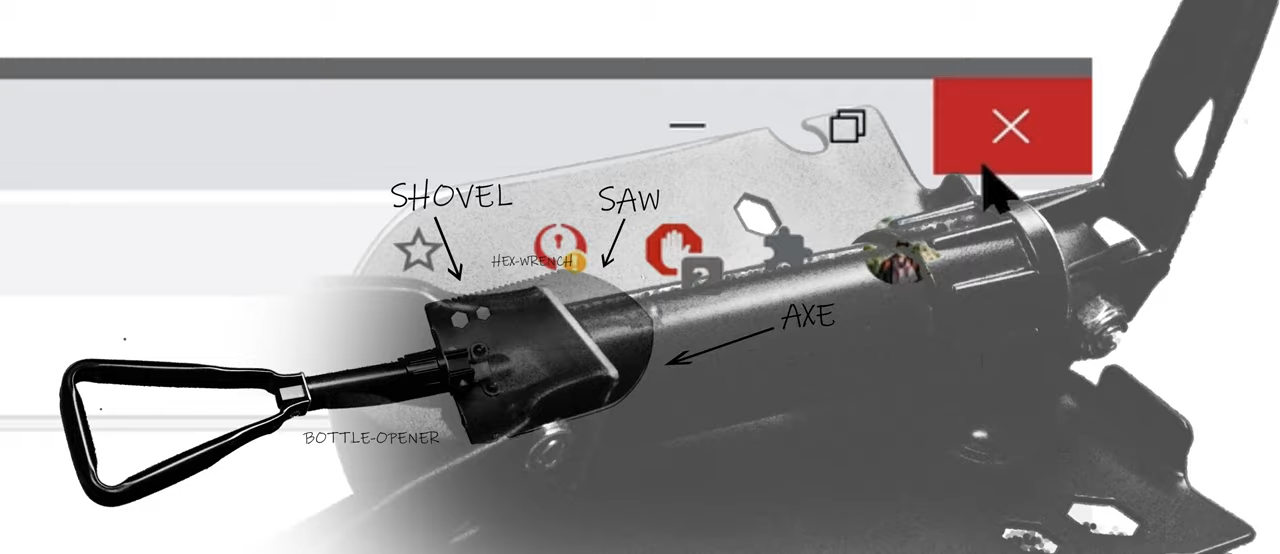 SHOVEL
SAW
HEX-WRENCH
AXE
BOTTLE-OPENER